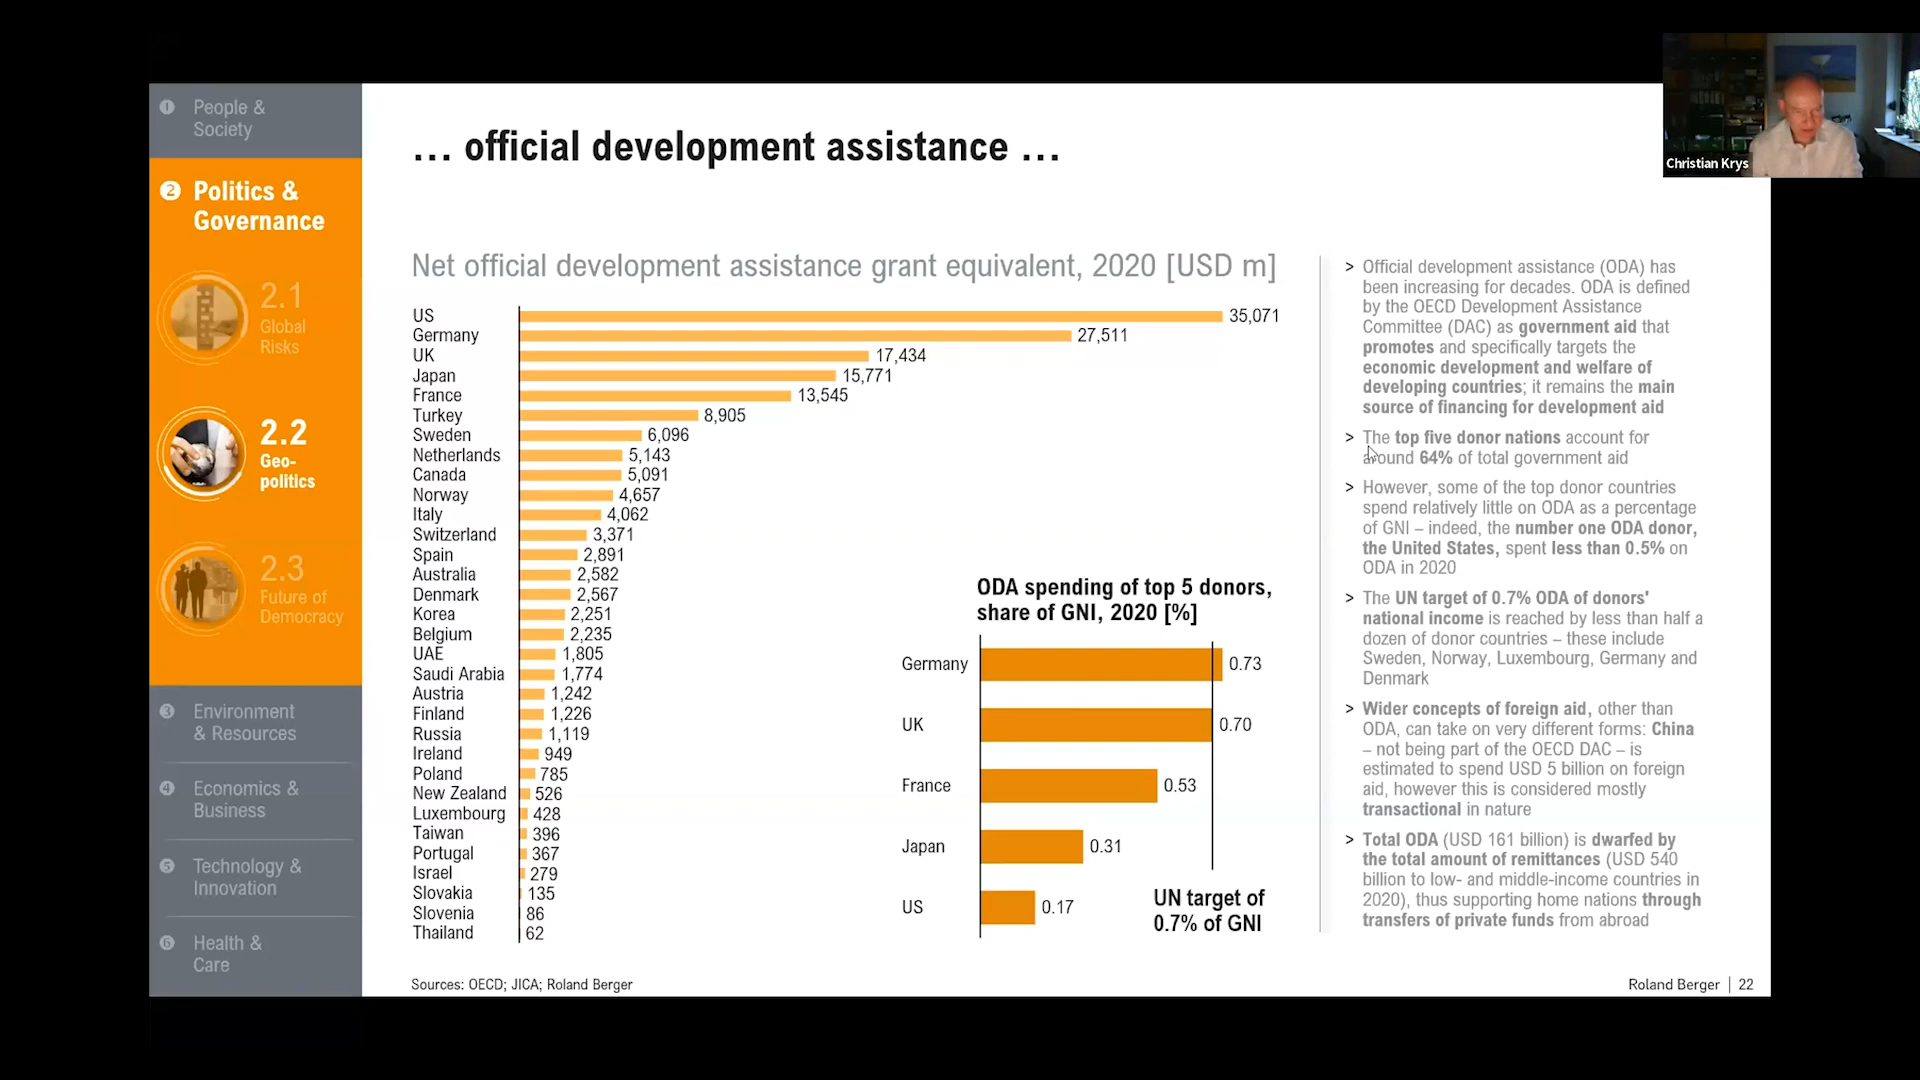 1 People &
Society
2 Politics &
Governance
2.1
Global
Risks
2.2
Geo-
politics
2.3
Future of
Democracy
3 Environment
& Resources
4 Economics &
Business
5 Technology &
Innovation
6 Health &
Care
… official development assistance …
Net official development assistance grant equivalent, 2020 [USD m]
US 35,071
Germany 27,511
UK 17,434
Japan 15,771
France 13,545
Turkey 8,905
Sweden 6,096
Netherlands 5,143
Canada 5,091
Norway 4,657
Italy 4,062
Switzerland 3,371
Spain 2,891
Australia 2,582
Denmark 2,567
Korea 2,251
Belgium 2,235
UAE 1,805
Saudi Arabia 1,774
Austria 1,242
Finland 1,226
Russia 1,119
Ireland 949
Poland 785
New Zealand 526
Luxembourg 428
Taiwan 396
Portugal 367
Israel 279
Slovakia 135
Slovenia 86
Thailand 62
ODA spending of top 5 donors,
share of GNI, 2020 [%]
Germany 0.73
UK 0.70
France 0.53
Japan 0.31
US 0.17
UN target of
0.7% of GNI
> Official development assistance (ODA) has
been increasing for decades. ODA is defined
by the OECD Development Assistance
Committee (DAC) as government aid that
promotes and specifically targets the
economic development and welfare of
developing countries; it remains the main
source of financing for development aid
> The top five donor nations account for
around 64% of total government aid
> However, some of the top donor countries
spend relatively little on ODA as a percentage
of GNI – indeed, the number one ODA donor,
the United States, spent less than 0.5% on
ODA in 2020
> The UN target of 0.7% ODA of donors'
national income is reached by less than half a
dozen of donor countries – these include
Sweden, Norway, Luxembourg, Germany and
Denmark
> Wider concepts of foreign aid, other than
ODA, can take on very different forms: China
– not being part of the OECD DAC – is
estimated to spend USD 5 billion on foreign
aid, however this is considered mostly
transactional in nature
> Total ODA (USD 161 billion) is dwarfed by
the total amount of remittances (USD 540
billion to low- and middle-income countries in
2020), thus supporting home nations through
transfers of private funds from abroad
Sources: OECD; JICA; Roland Berger
Roland Berger | 22
Christian Krys